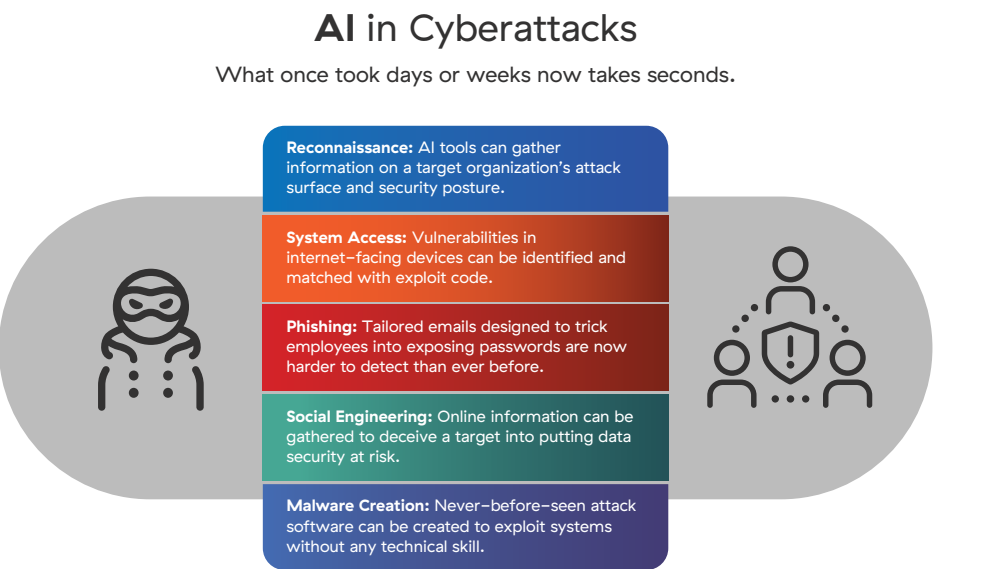 AI in Cyberattacks
What once took days or weeks now takes seconds.
Reconnaissance: AI tools can gather
information on a target organization's attack
surface and security posture.
System Access: Vulnerabilities in
internet-facing devices can be identified and
matched with exploit code.
Phishing: Tailored emails designed to trick
employees into exposing passwords are now
harder to detect than ever before.
Social Engineering: Online information can be
gathered to deceive a target into putting data
security at risk.
Malware Creation: Never-before-seen attack
software can be created to exploit systems
without any technical skill.